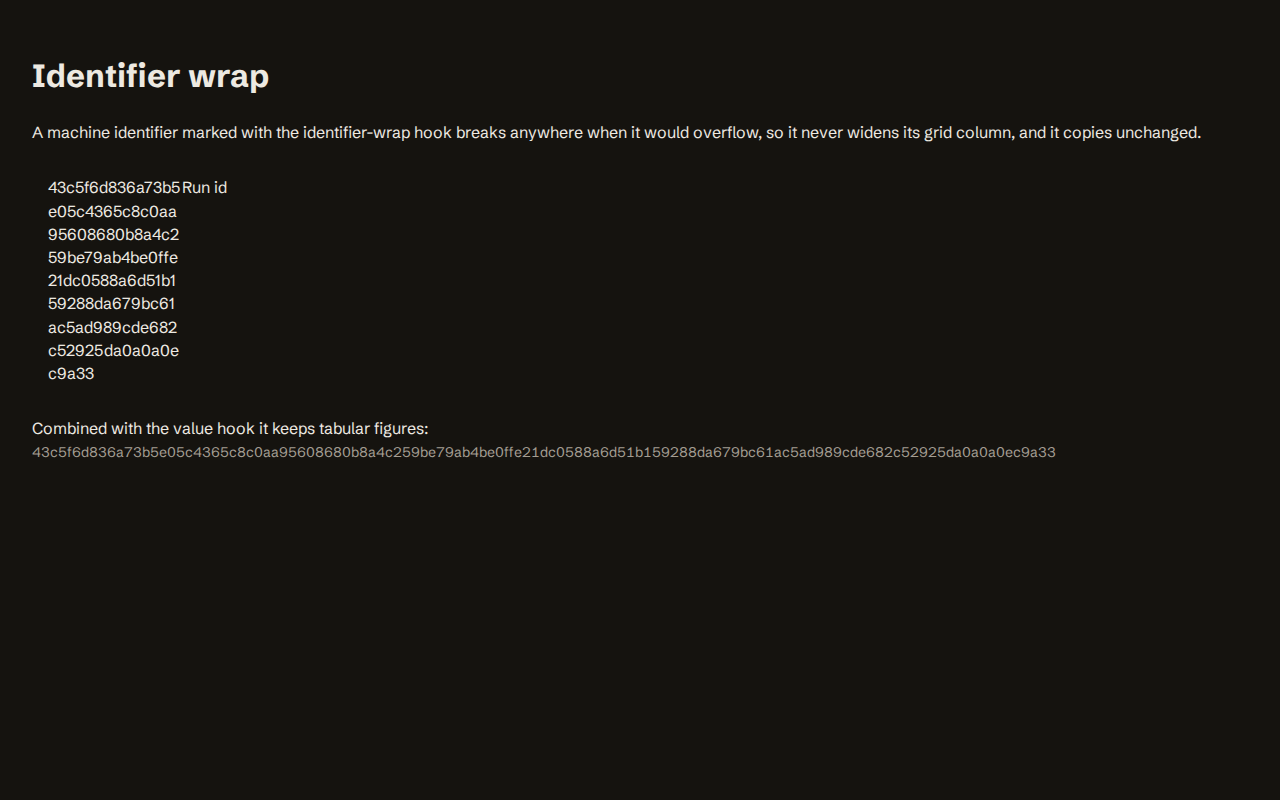 Identifier wrap
A machine identifier marked with the identifier-wrap hook breaks anywhere when it would overflow, so it never widens its grid column, and it copies unchanged.
43c5f6d836a73b5 Run id
e05c4365c8c0aa
95608680b8a4c2
59be79ab4be0ffe
21dc0588a6d51b1
59288da679bc61
ac5ad989cde682
c52925da0a0a0e
c9a33
Combined with the value hook it keeps tabular figures:
43c5f6d836a73b5e05c4365c8c0aa95608680b8a4c259be79ab4be0ffe21dc0588a6d51b159288da679bc61ac5ad989cde682c52925da0a0a0ec9a33